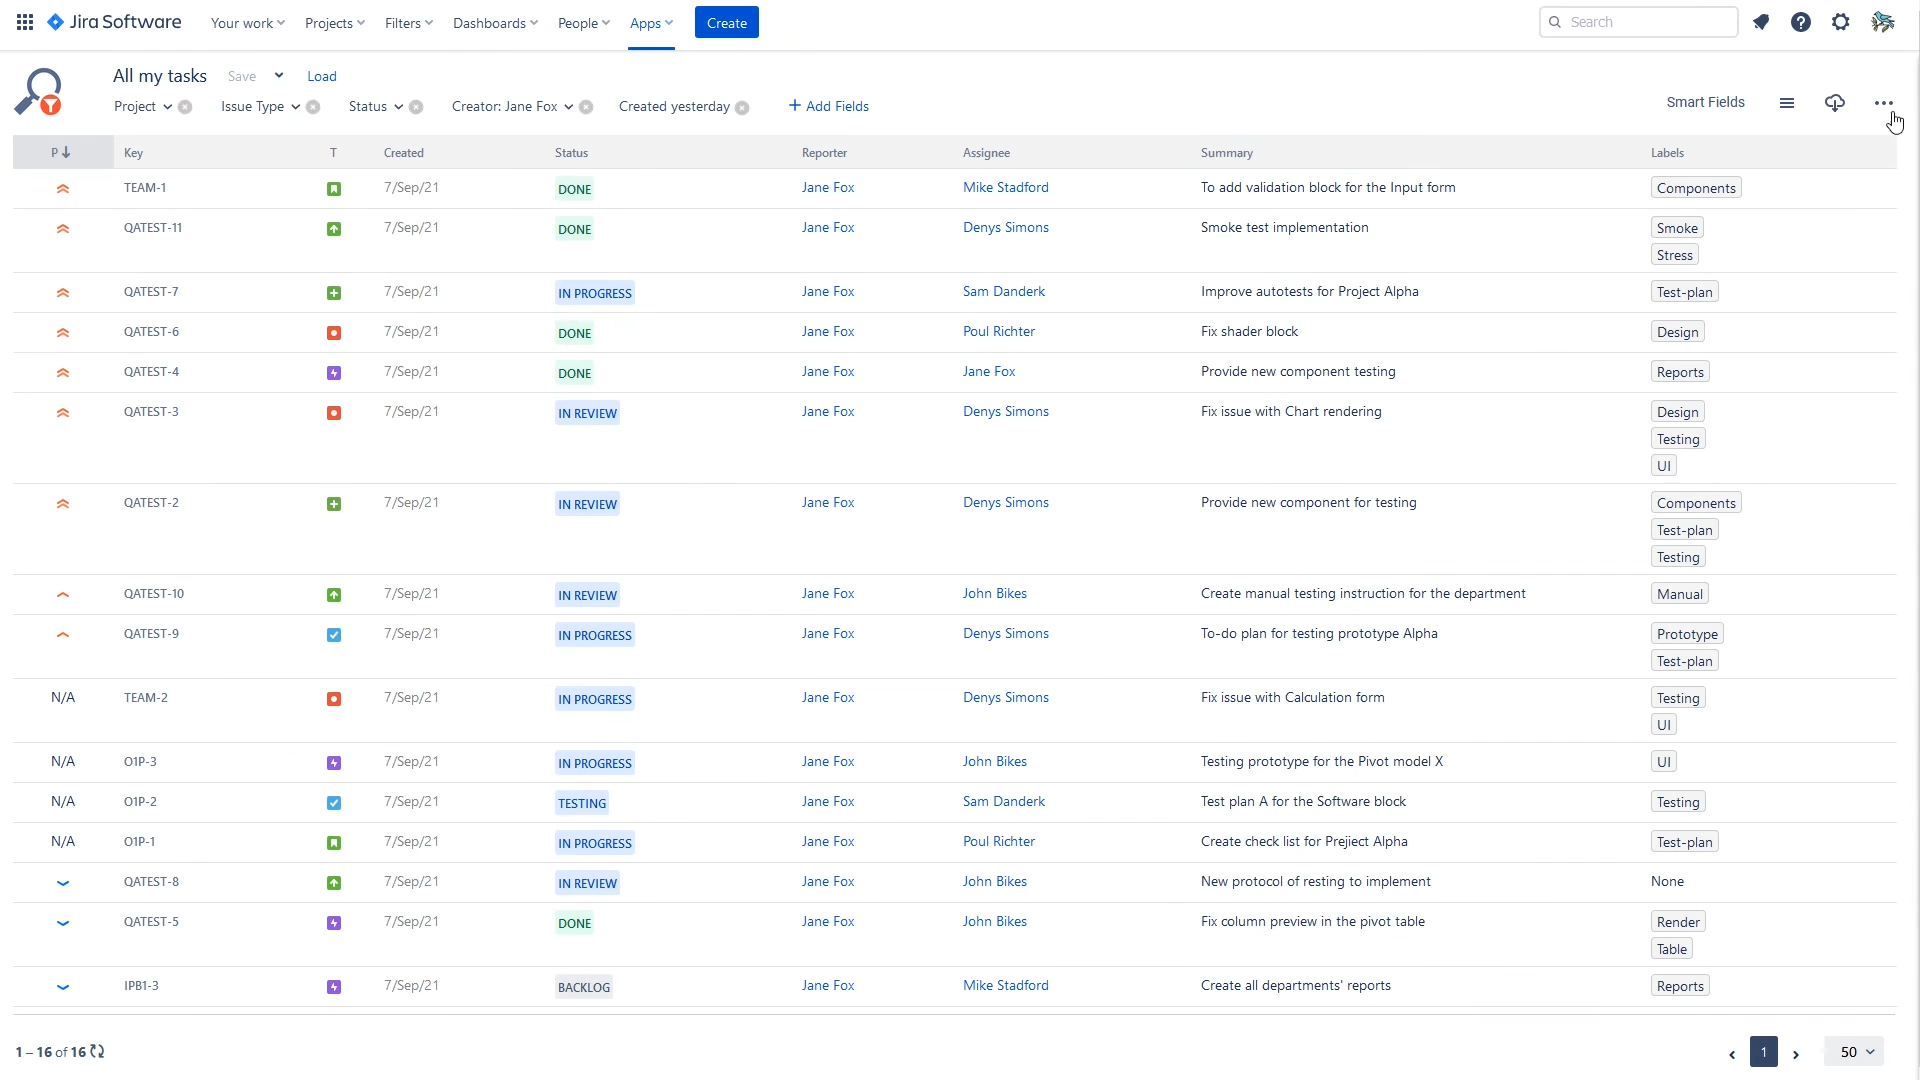 Jira Software Your work Projects Filters Dashboards People Apps Create Search
All my tasks Save Load
Project Issue Type Status Creator: Jane Fox Created yesterday + Add Fields Smart Fields
P Key T Created Status Reporter Assignee Summary Labels
TEAM-1 7/Sep/21 DONE Jane Fox Mike Stadford To add validation block for the Input form Components
QATEST-11 7/Sep/21 DONE Jane Fox Denys Simons Smoke test implementation Smoke
Stress
QATEST-7 7/Sep/21 IN PROGRESS Jane Fox Sam Danderk Improve autotests for Project Alpha Test-plan
QATEST-6 7/Sep/21 DONE Jane Fox Poul Richter Fix shader block Design
QATEST-4 7/Sep/21 DONE Jane Fox Jane Fox Provide new component testing Reports
QATEST-3 7/Sep/21 IN REVIEW Jane Fox Denys Simons Fix issue with Chart rendering Design
Testing
UI
QATEST-2 7/Sep/21 IN REVIEW Jane Fox Denys Simons Provide new component for testing Components
Test-plan
Testing
QATEST-10 7/Sep/21 IN REVIEW Jane Fox John Bikes Create manual testing instruction for the department Manual
QATEST-9 7/Sep/21 IN PROGRESS Jane Fox Denys Simons To-do plan for testing prototype Alpha Prototype
Test-plan
N/A TEAM-2 7/Sep/21 IN PROGRESS Jane Fox Denys Simons Fix issue with Calculation form Testing
UI
N/A O1P-3 7/Sep/21 IN PROGRESS Jane Fox John Bikes Testing prototype for the Pivot model X UI
N/A O1P-2 7/Sep/21 TESTING Jane Fox Sam Danderk Test plan A for the Software block Testing
N/A O1P-1 7/Sep/21 IN PROGRESS Jane Fox Poul Richter Create check list for Preject Alpha Test-plan
QATEST-8 7/Sep/21 IN REVIEW Jane Fox John Bikes New protocol of resting to implement None
QATEST-5 7/Sep/21 DONE Jane Fox John Bikes Fix column preview in the pivot table Render
Table
IPB1-3 7/Sep/21 BACKLOG Jane Fox Mike Stadford Create all departments' reports Reports
1 – 16 of 16 1 50